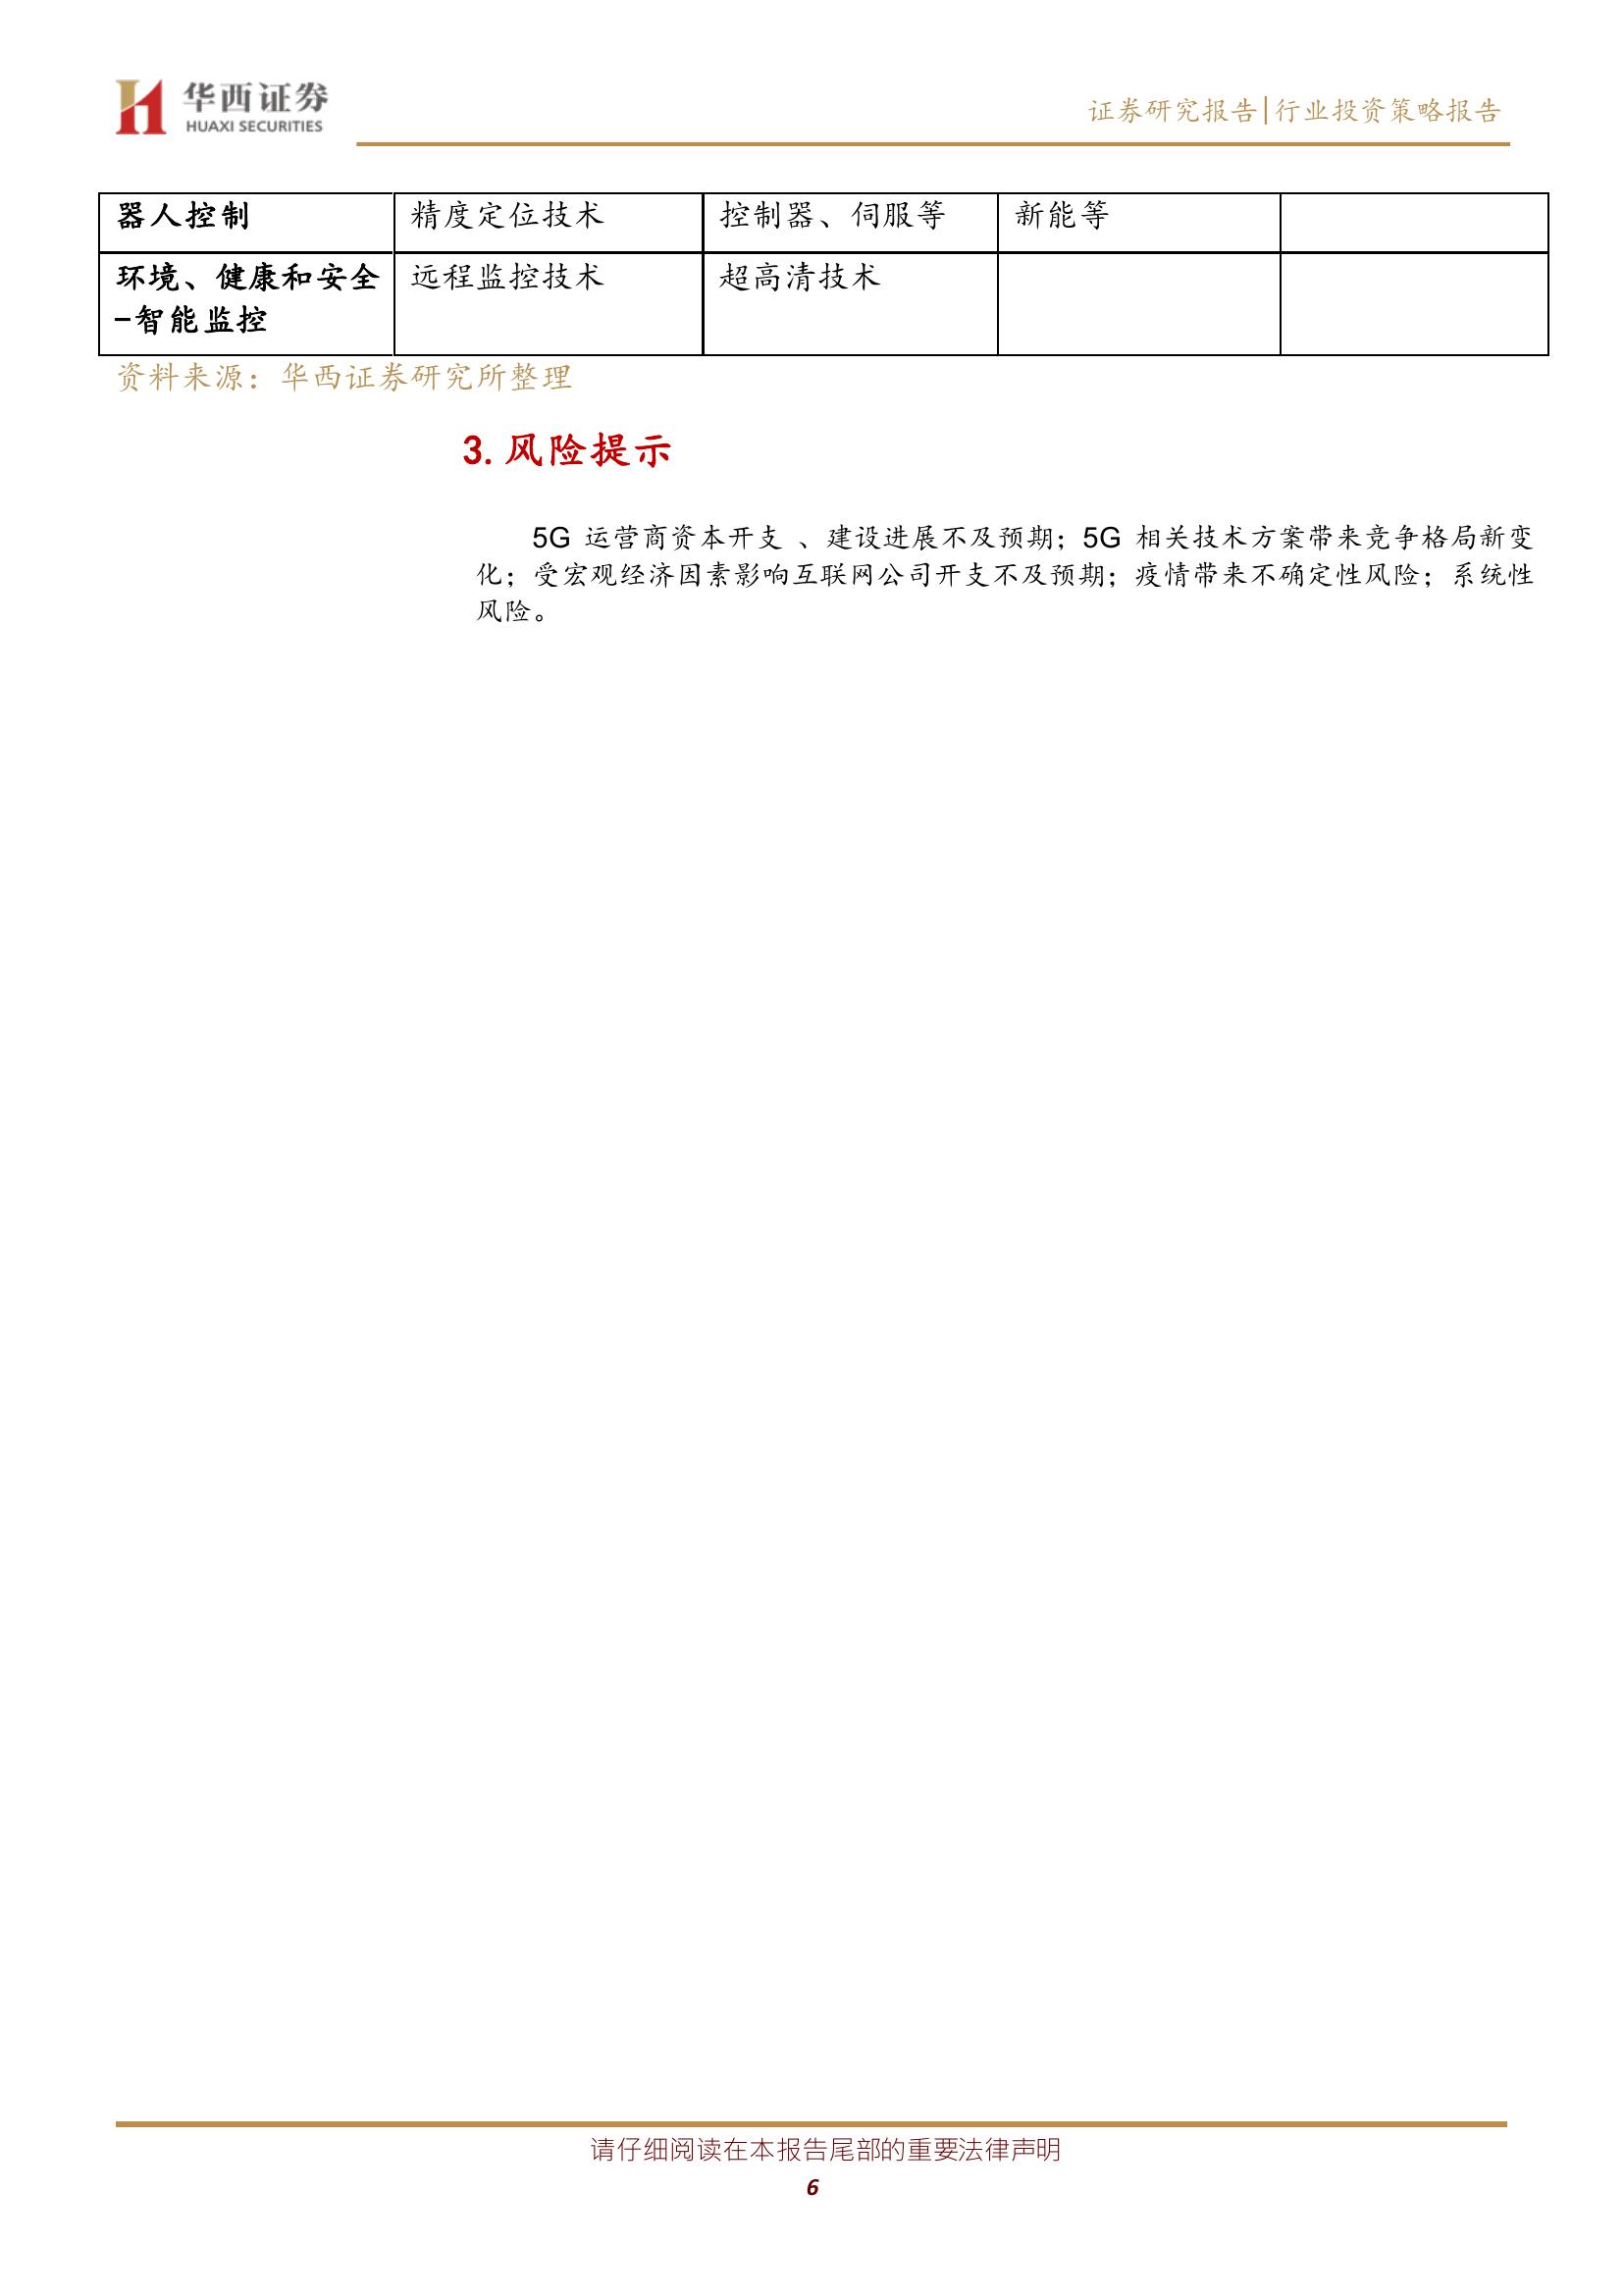 华西证券
HUAXI SECURITIES
证券研究报告|行业投资策略报告
器人控制 精度定位技术 控制器、伺服等 新能等
环境、健康和安全 远程监控技术 超高清技术
-智能监控
资料来源：华西证券研究所整理
3. 风险提示
5G 运营商资本开支 、建设进展不及预期；5G 相关技术方案带来竞争格局新变
化；受宏观经济因素影响互联网公司开支不及预期；疫情带来不确定性风险；系统性
风险。
请仔细阅读在本报告尾部的重要法律声明
6